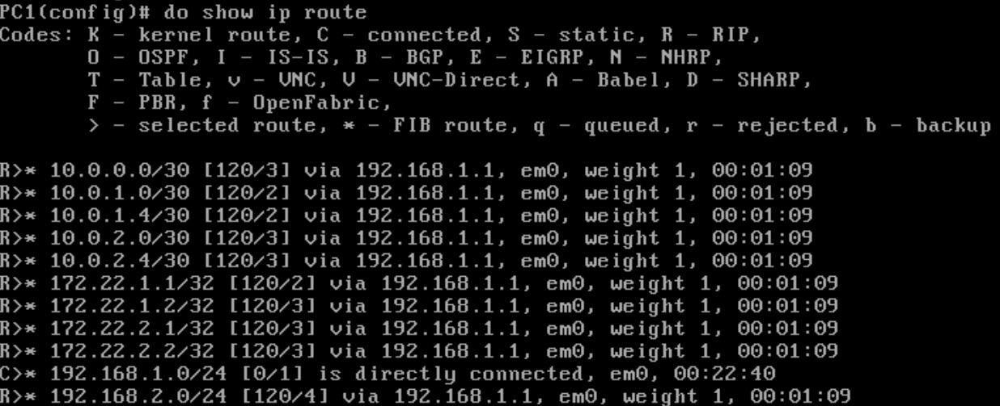 PC1(config)# do show ip route
Codes: K - kernel route, C - connected, S - static, R - RIP,
O - OSPF, I - IS-IS, B - BGP, E - EIGRP, N - NHRP,
T - Table, v - VNC, V - VNC-Direct, A - Babel, D - SHARP,
F - PBR, f - OpenFabric,
> - selected route, * - FIB route, q - queued, r - rejected, b - backup
R>* 10.0.0.0/30 [120/3] via 192.168.1.1, em0, weight 1, 00:01:09
R>* 10.0.1.0/30 [120/2] via 192.168.1.1, em0, weight 1, 00:01:09
R>* 10.0.1.4/30 [120/2] via 192.168.1.1, em0, weight 1, 00:01:09
R>* 10.0.2.0/30 [120/3] via 192.168.1.1, em0, weight 1, 00:01:09
R>* 10.0.2.4/30 [120/3] via 192.168.1.1, em0, weight 1, 00:01:09
R>* 172.22.1.1/32 [120/2] via 192.168.1.1, em0, weight 1, 00:01:09
R>* 172.22.1.2/32 [120/3] via 192.168.1.1, em0, weight 1, 00:01:09
R>* 172.22.2.1/32 [120/3] via 192.168.1.1, em0, weight 1, 00:01:09
R>* 172.22.2.2/32 [120/3] via 192.168.1.1, em0, weight 1, 00:01:09
C>* 192.168.1.0/24 [0/1] is directly connected, em0, 00:22:40
R>* 192.168.2.0/24 [120/4] via 192.168.1.1, em0, weight 1, 00:01:09